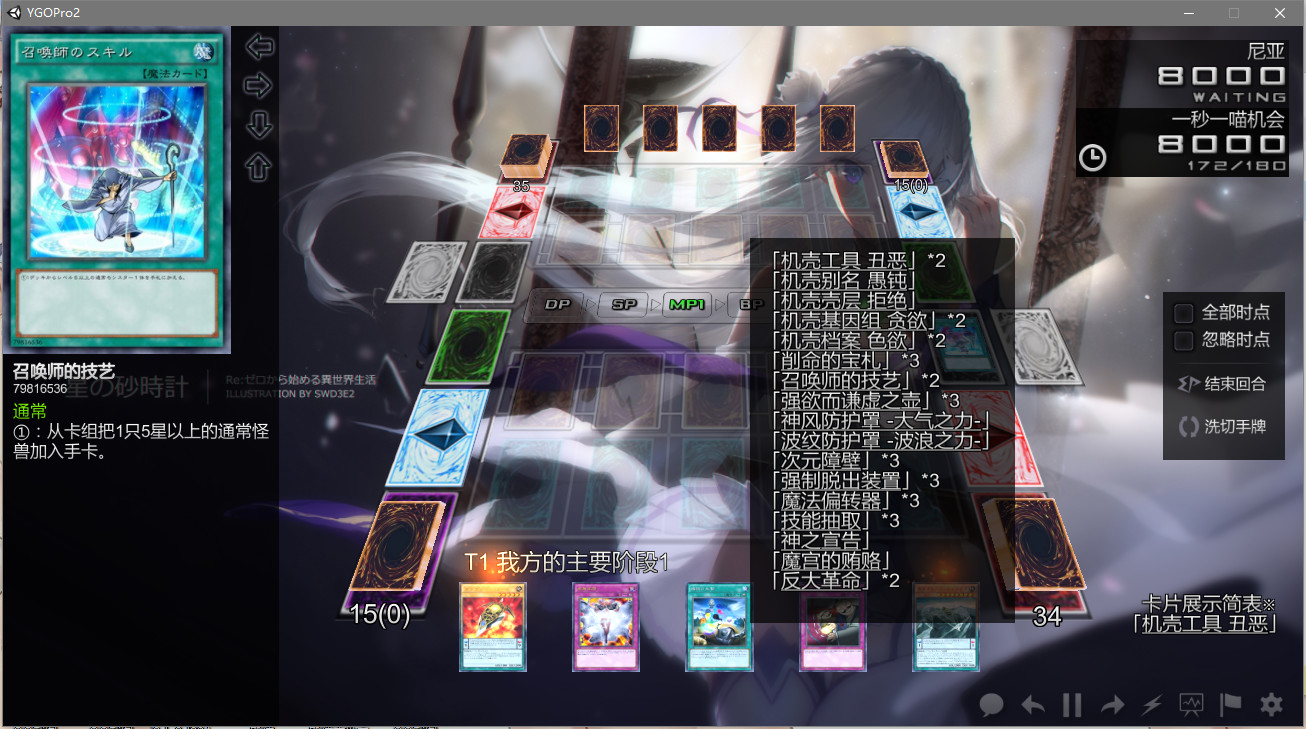 YGOPro2
召喚師のスキル
【魔法カード】
79816536
召唤师的技艺
79816536
通常
①：从卡组把1只5星以上的通常怪
兽加入手卡。
星の砂時計
Re:ゼロから始める異世界生活
ILLUSTRATION BY SWD3E2
尼亚
8000
WAITING
一秒一喵机会
8000
172/180
35
15(0)
DP
SP
MP1
BP
「机壳工具 丑恶」*2
「机壳别名 愚钝」
「机壳壳层 拒绝」
「机壳基因组 贪欲」*2
「机壳档案 色欲」*2
「削命的宝札」*3
「召唤师的技艺」*2
「强欲而谦虚之壶」*3
「神风防护罩 -大气之力-」
「波纹防护罩 -波浪之力-」
「次元障壁」*3
「强制脱出装置」*3
「魔法偏转器」*3
「技能抽取」*3
「神之宣告」
「魔宫的贿赂」
「反大革命」*2
全部时点
忽略时点
结束回合
洗切手牌
T1 我方的主要阶段1
15(0)
34
卡片展示简表※
「机壳工具 丑恶」